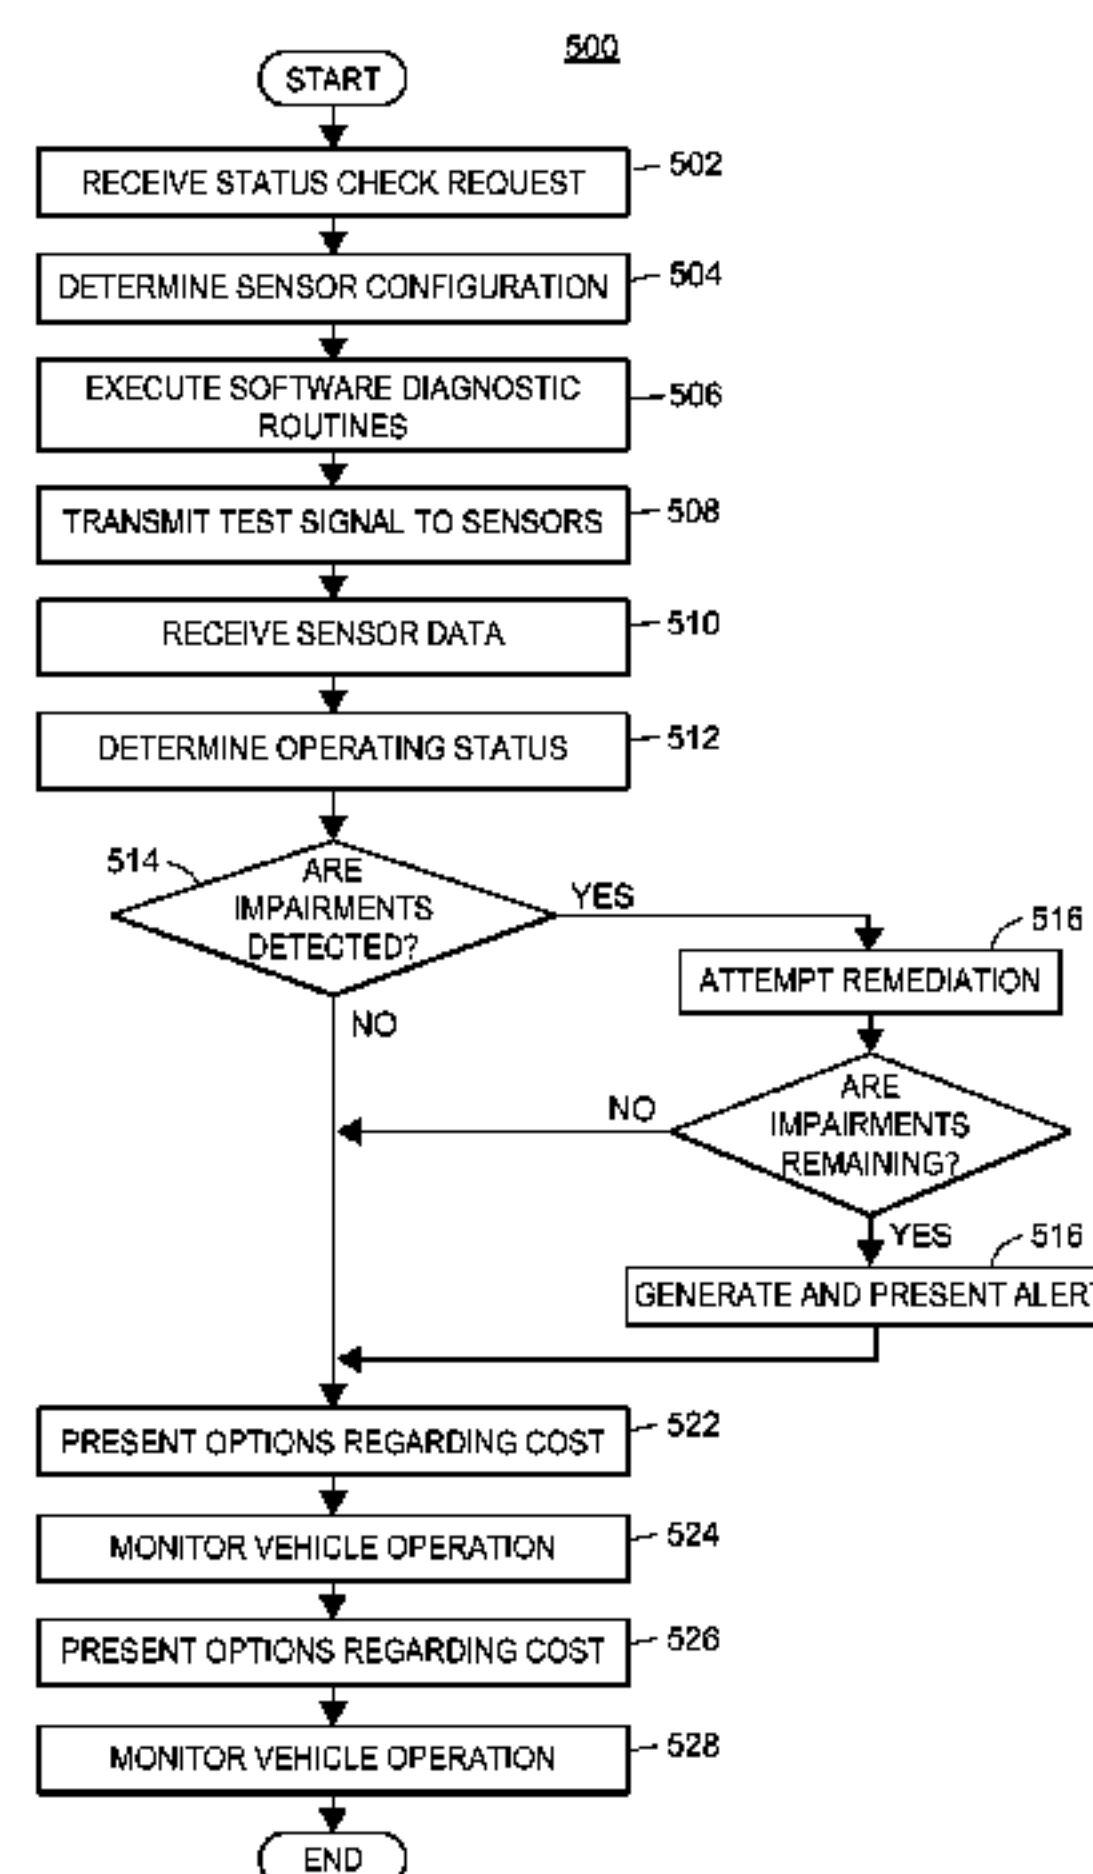 500
START
RECEIVE STATUS CHECK REQUEST
502
DETERMINE SENSOR CONFIGURATION
504
EXECUTE SOFTWARE DIAGNOSTIC
ROUTINES
506
TRANSMIT TEST SIGNAL TO SENSORS
508
RECEIVE SENSOR DATA
510
DETERMINE OPERATING STATUS
512
514
ARE
IMPAIRMENTS
DETECTED?
YES
NO
516
ATTEMPT REMEDIATION
ARE
IMPAIRMENTS
REMAINING?
NO
YES
516
GENERATE AND PRESENT ALERT
PRESENT OPTIONS REGARDING COST
522
MONITOR VEHICLE OPERATION
524
PRESENT OPTIONS REGARDING COST
526
MONITOR VEHICLE OPERATION
528
END